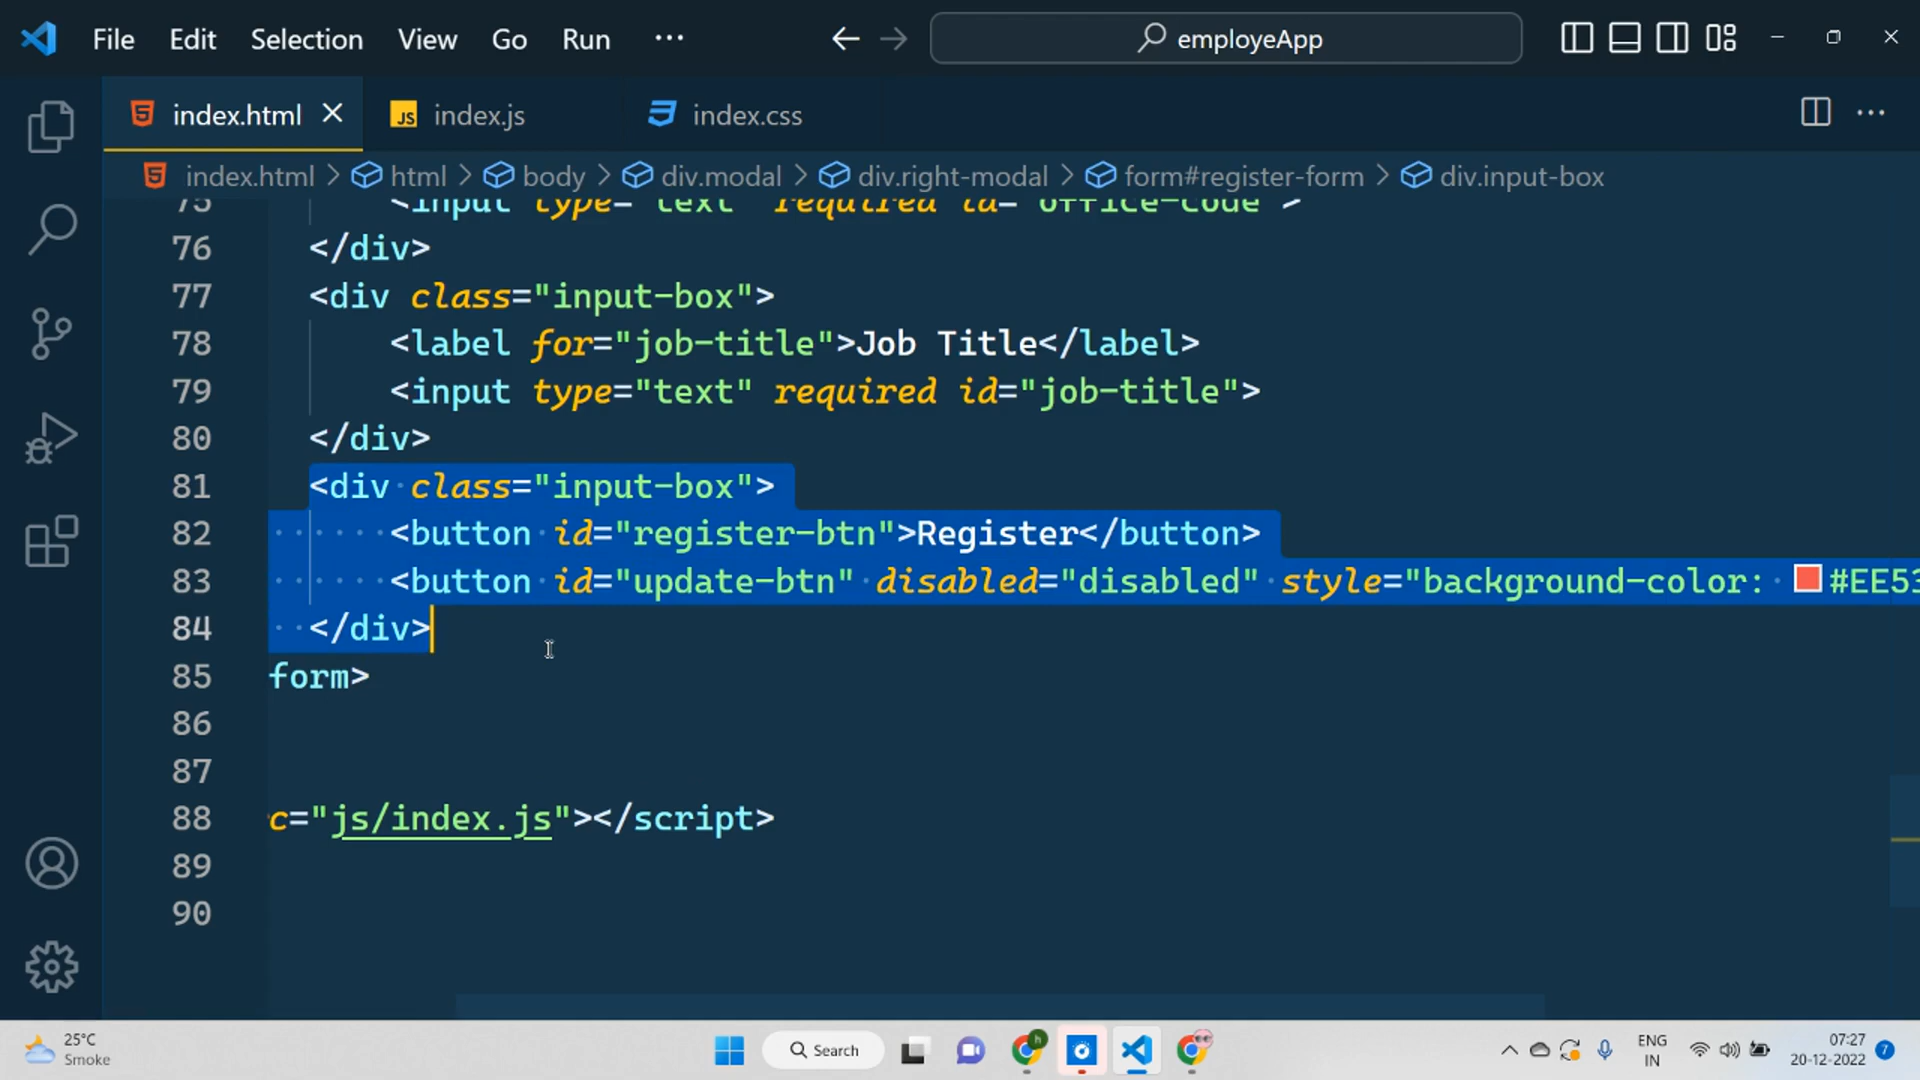 File Edit Selection View Go Run ··· employeApp
index.html index.js index.css
index.html > html > body > div.modal > div.right-modal > form#register-form > div.input-box
75 <input type="text" required id="office-code">
76 </div>
77 <div class="input-box">
78 <label for="job-title">Job Title</label>
79 <input type="text" required id="job-title">
80 </div>
81 <div class="input-box">
82 <button id="register-btn">Register</button>
83 <button id="update-btn" disabled="disabled" style="background-color: #EE53
84 </div>
85 form>
86
87
88 c="js/index.js"></script>
89
90
25°C
Smoke
Search
ENG
IN
07:27
20-12-2022
7